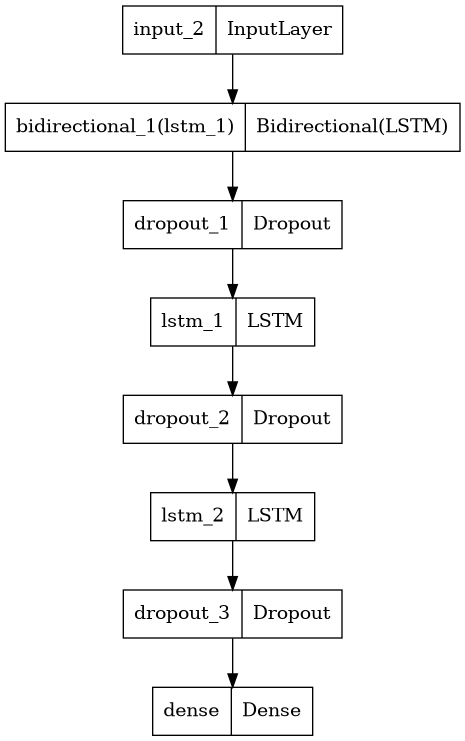 input_2 InputLayer
bidirectional_1(lstm_1) Bidirectional(LSTM)
dropout_1 Dropout
lstm_1 LSTM
dropout_2 Dropout
lstm_2 LSTM
dropout_3 Dropout
dense Dense